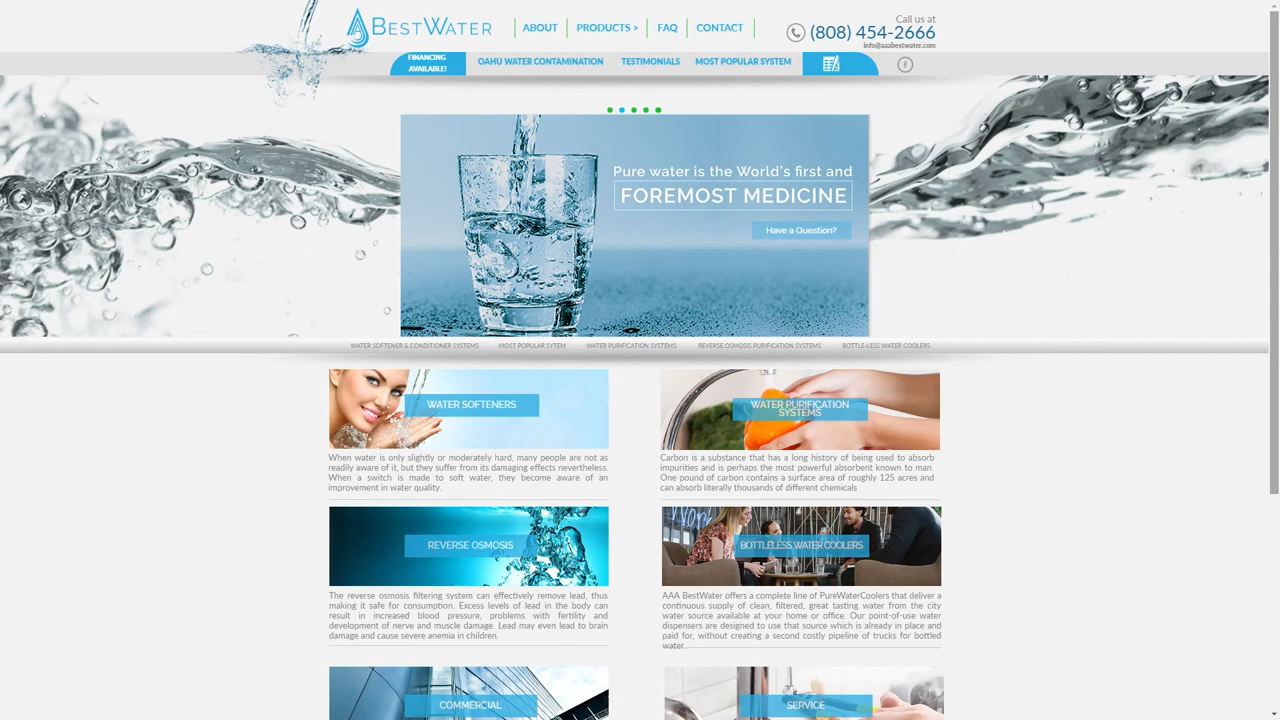 BESTWATER
ABOUT
PRODUCTS >
FAQ
CONTACT
Call us at
(808) 454-2666
info@aaabestwater.com
FINANCING
AVAILABLE!
OAHU WATER CONTAMINATION
TESTIMONIALS
MOST POPULAR SYSTEM
Pure water is the World's first and
FOREMOST MEDICINE
Have a Question?
WATER SOFTENER & CONDITIONER SYSTEMS
MOST POPULAR SYTEM
WATER PURIFICATION SYSTEMS
REVERSE OSMOSIS PURIFICATION SYSTEMS
BOTTLE-LESS WATER COOLERS
WATER SOFTENERS
When water is only slightly or moderately hard, many people are not as
readily aware of it, but they suffer from its damaging effects nevertheless.
When a switch is made to soft water, they become aware of an
improvement in water quality.
WATER PURIFICATION
SYSTEMS
Carbon is a substance that has a long history of being used to absorb
impurities and is perhaps the most powerful absorbent known to man.
One pound of carbon contains a surface area of roughly 125 acres and
can absorb literally thousands of different chemicals
REVERSE OSMOSIS
The reverse osmosis filtering system can effectively remove lead, thus
making it safe for consumption. Excess levels of lead in the body can
result in increased blood pressure, problems with fertility and
development of nerve and muscle damage. Lead may even lead to brain
damage and cause severe anemia in children.
BOTTLELESS WATER COOLERS
AAA BestWater offers a complete line of PureWaterCoolers that deliver a
continuous supply of clean, filtered, great tasting water from the city
water source available at your home or office. Our point-of-use water
dispensers are designed to use that source which is already in place and
paid for, without creating a second costly pipeline of trucks for bottled
water.
COMMERCIAL
SERVICE